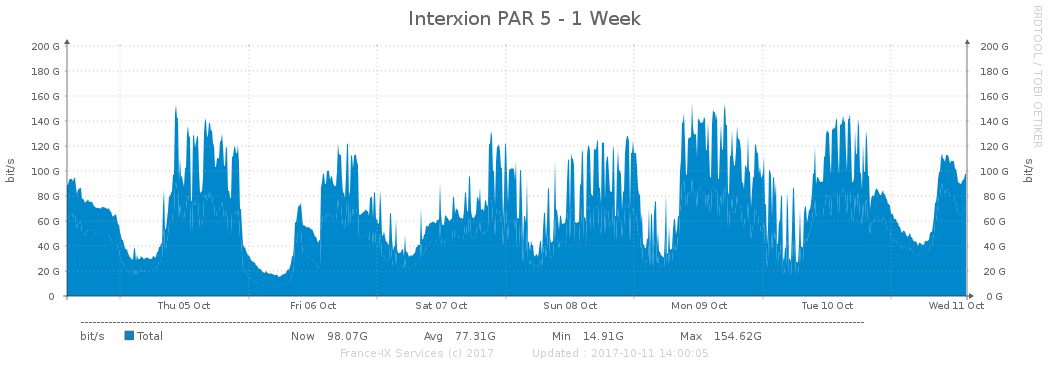 Interxion PAR 5 - 1 Week
RRDTOOL / TOBI OETIKER
200 G 200 G
180 G 180 G
160 G 160 G
140 G 140 G
120 G 120 G
100 G 100 G
80 G 80 G
60 G 60 G
40 G 40 G
20 G 20 G
0 0 G
bit/s
bit/s
Thu 05 Oct Fri 06 Oct Sat 07 Oct Sun 08 Oct Mon 09 Oct Tue 10 Oct Wed 11 Oct
bit/s Total Now 98.07G Avg 77.31G Min 14.91G Max 154.62G
France-IX Services (c) 2017 Updated : 2017-10-11 14:00:05